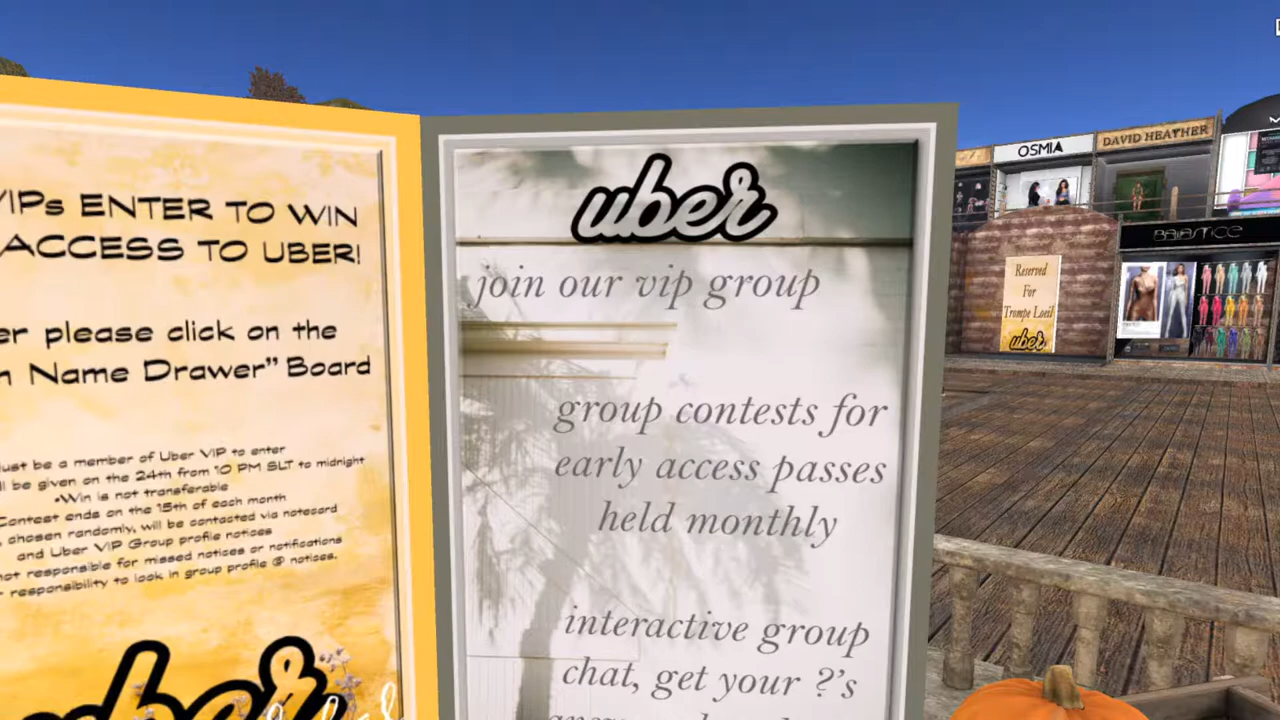 VIPs ENTER TO WIN
ACCESS TO UBER!
please click on the
Name Drawer" Board
be a member of Uber VIP to enter
be given on the 24th from 10 PM SLT to midnight
•Win is not transferable
Contest ends on the 15th of each month
chosen randomly, will be contacted via notecard
and Uber VIP Group profile notices
not responsible for missed notices or notifications
responsibility to look in group profile @ notices.
uber
uber
join our vip group
group contests for
early access passes
held monthly
interactive group
chat, get your ?'s
OSMIA
DAVID HEATHER
Reserved
For
Trompe Loeil
uber